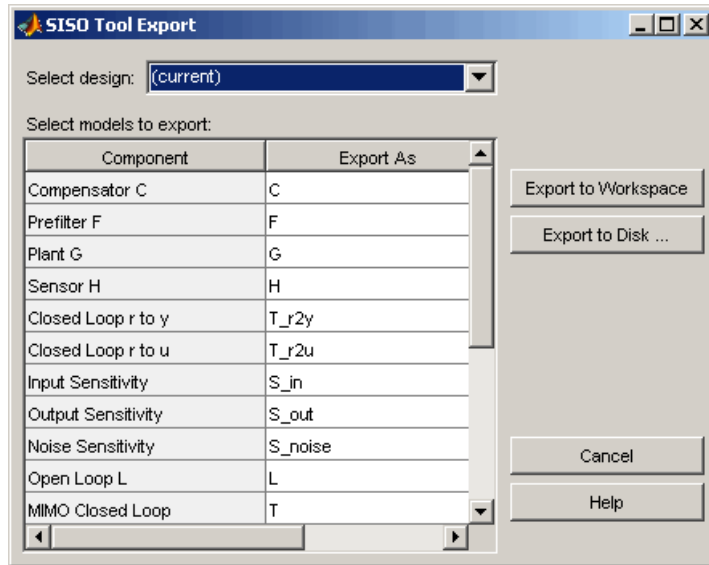 SISO Tool Export
Select design: (current)
Select models to export:
Component Export As
Compensator C C
Prefilter F F
Plant G G
Sensor H H
Closed Loop r to y T_r2y
Closed Loop r to u T_r2u
Input Sensitivity S_in
Output Sensitivity S_out
Noise Sensitivity S_noise
Open Loop L L
MIMO Closed Loop T
Export to Workspace
Export to Disk ...
Cancel
Help